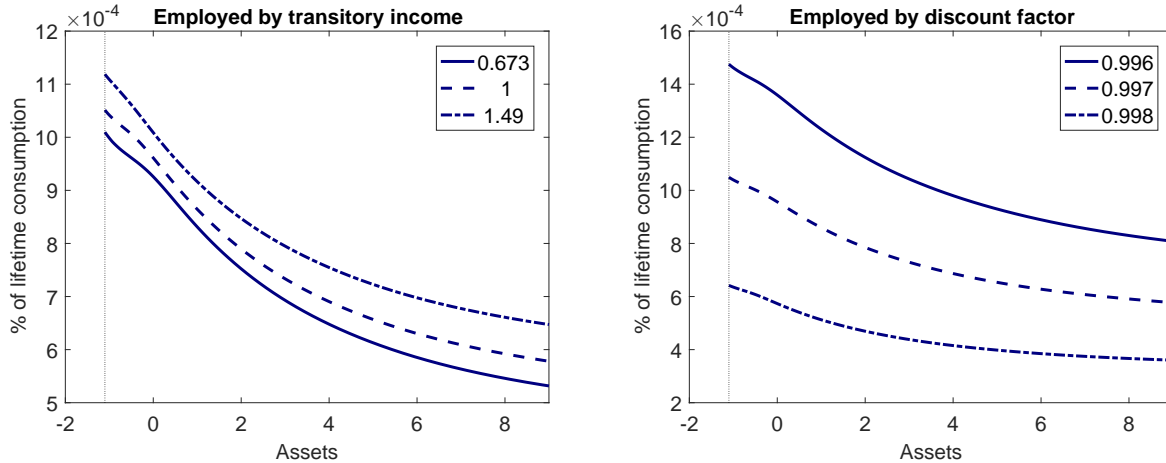 ×10⁻⁴ Employed by transitory income
12
11
10
9
8
7
6
5
% of lifetime consumption
-2 0 2 4 6 8
Assets
0.673
1
1.49
×10⁻⁴ Employed by discount factor
16
14
12
10
8
6
4
2
% of lifetime consumption
-2 0 2 4 6 8
Assets
0.996
0.997
0.998